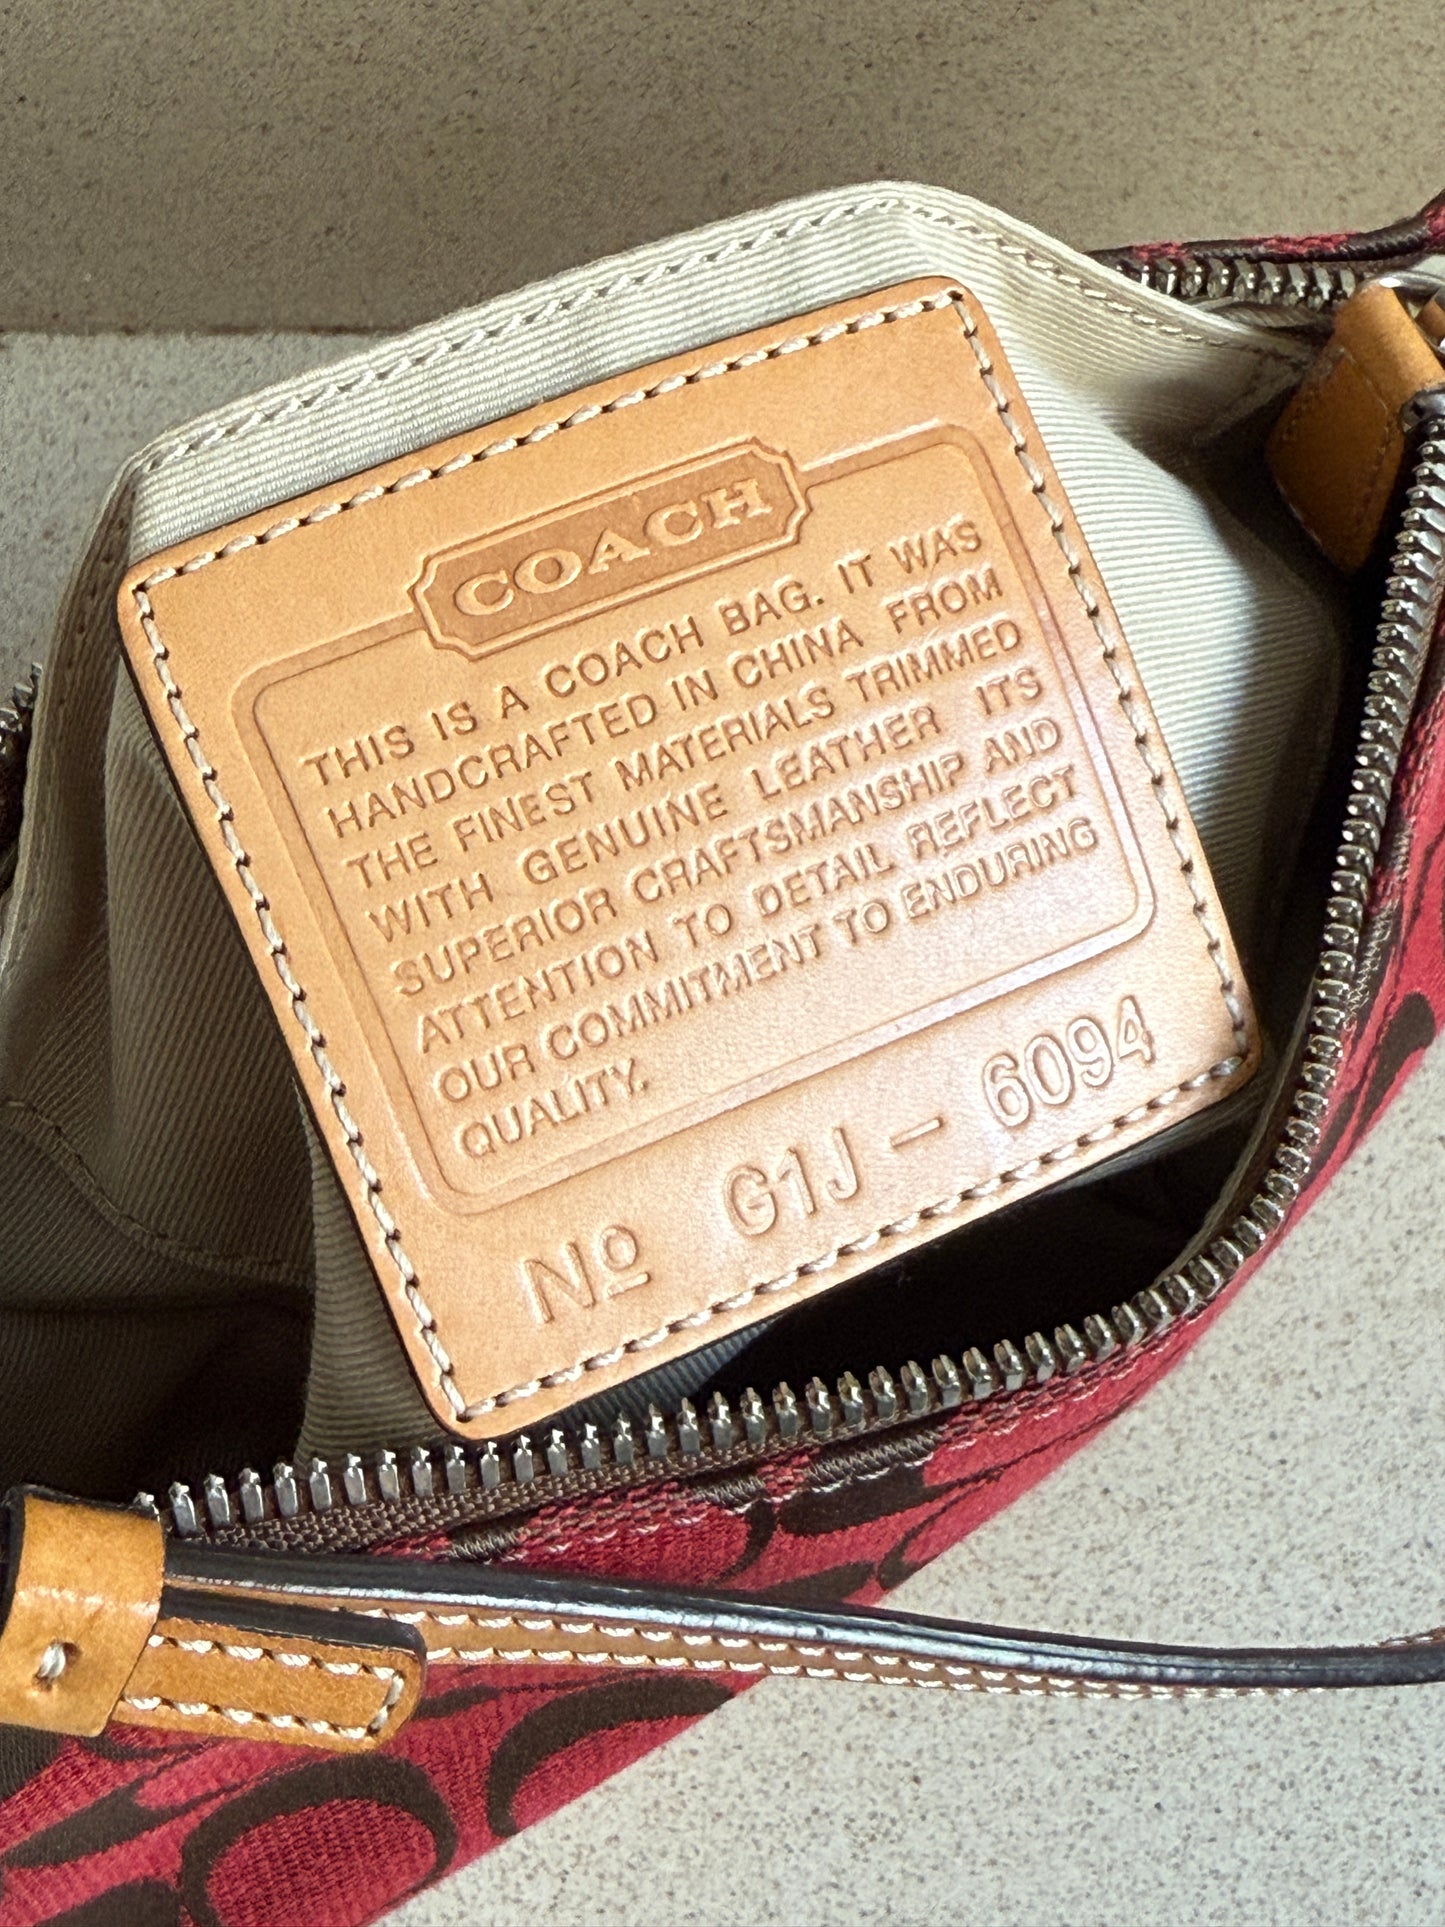 COACH
THIS IS A COACH BAG. IT WAS
HANDCRAFTED IN CHINA FROM
THE FINEST MATERIALS TRIMMED
WITH GENUINE LEATHER ITS
SUPERIOR CRAFTSMANSHIP AND
ATTENTION TO DETAIL REFLECT
OUR COMMITMENT TO ENDURING
QUALITY.
Nº G1J - 6094